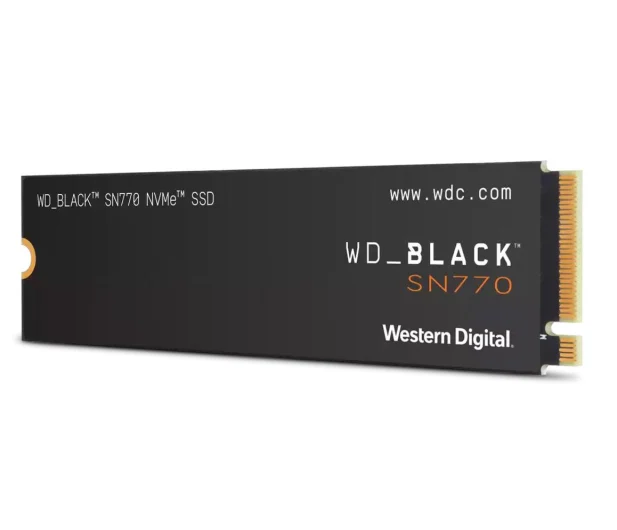 WD_BLACK™ SN770 NVMe™ SSD
www.wdc.com
WD_BLACK™
SN770
Western Digital.
M